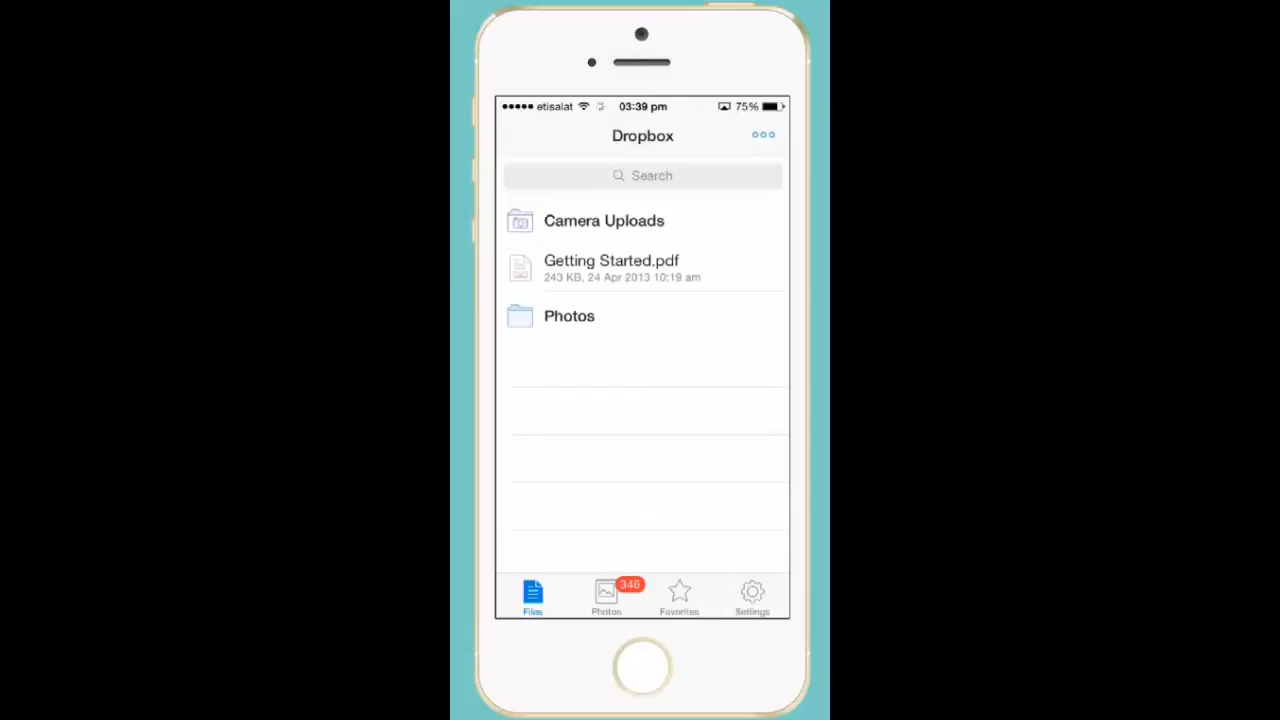 etisalat 03:39 pm 75%
Dropbox
Search
Camera Uploads
Getting Started.pdf
243 KB, 24 Apr 2013 10:19 am
Photos
346
Files Photos Favorites Settings